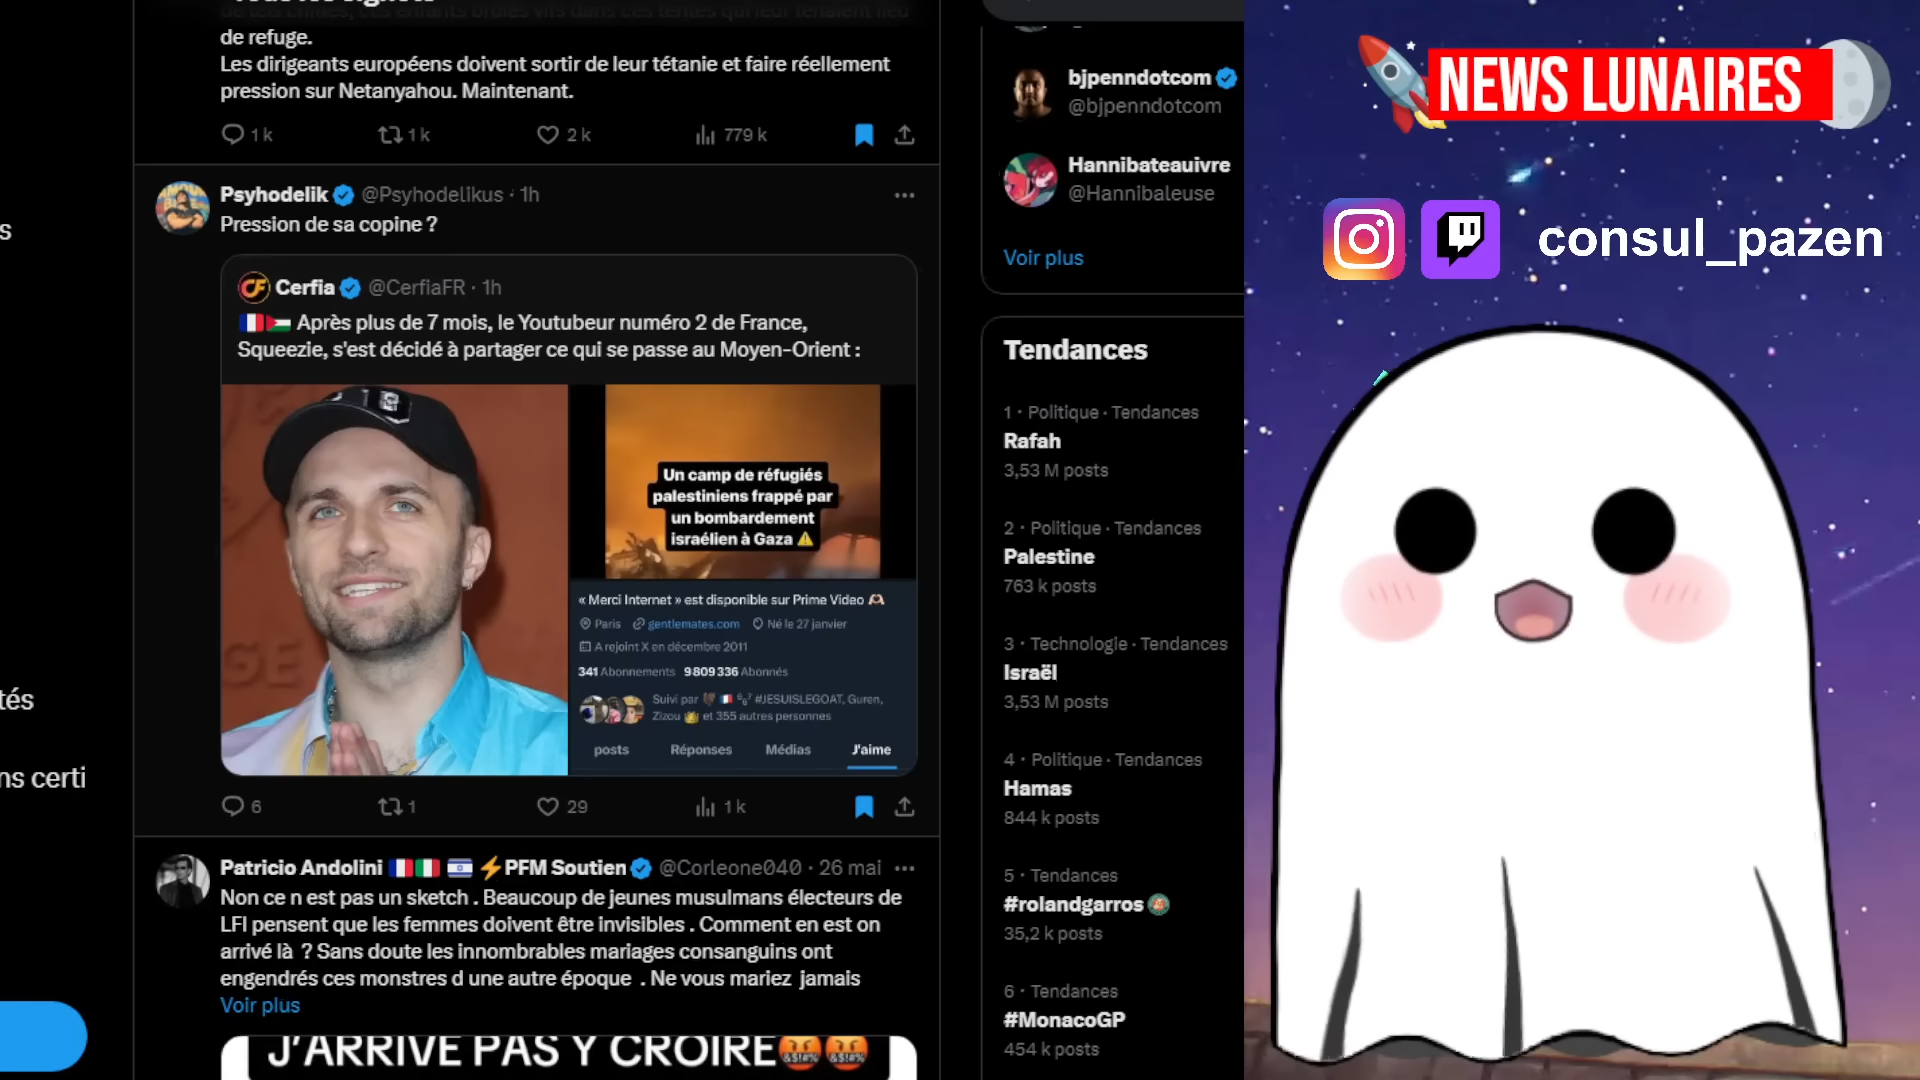 de refuge.
Les dirigeants européens doivent sortir de leur tétanie et faire réellement
pression sur Netanyahou. Maintenant.
1 k
1 k
2 k
779 k
Psyhodelik @Psyhodelikus · 1h
Pression de sa copine ?
Cerfia @CerfiaFR · 1h
Après plus de 7 mois, le Youtubeur numéro 2 de France,
Squeezie, s'est décidé à partager ce qui se passe au Moyen-Orient :
Un camp de réfugiés
palestiniens frappé par
un bombardement
israélien à Gaza ⚠️
« Merci Internet » est disponible sur Prime Video 🫶🏻
Paris gentlemates.com Né le 27 janvier
A rejoint X en décembre 2011
341 Abonnements 9 809 336 Abonnés
Suivi par #JESUISLEGOAT, Guren,
Zizou et 355 autres personnes
posts Réponses Médias J'aime
6
1
29
1 k
Patricio Andolini 🇫🇷🇮🇹 🇮🇱 ⚡PFM Soutien @Corleone040 · 26 mai
Non ce n est pas un sketch . Beaucoup de jeunes musulmans électeurs de
LFI pensent que les femmes doivent être invisibles . Comment en est on
arrivé là ? Sans doute les innombrables mariages consanguins ont
engendrés ces monstres d une autre époque . Ne vous mariez jamais
Voir plus
J'ARRIVE PAS Y CROIRE🤬🤬
s
tés
ns certi
bjpenndotcom
@bjpenndotcom
Hannibateauivre
@Hannibaleuse
Voir plus
Tendances
1 · Politique · Tendances
Rafah
3,53 M posts
2 · Politique · Tendances
Palestine
763 k posts
3 · Technologie · Tendances
Israël
3,53 M posts
4 · Politique · Tendances
Hamas
844 k posts
5 · Tendances
#rolandgarros
35,2 k posts
6 · Tendances
#MonacoGP
454 k posts
NEWS LUNAIRES
consul_pazen